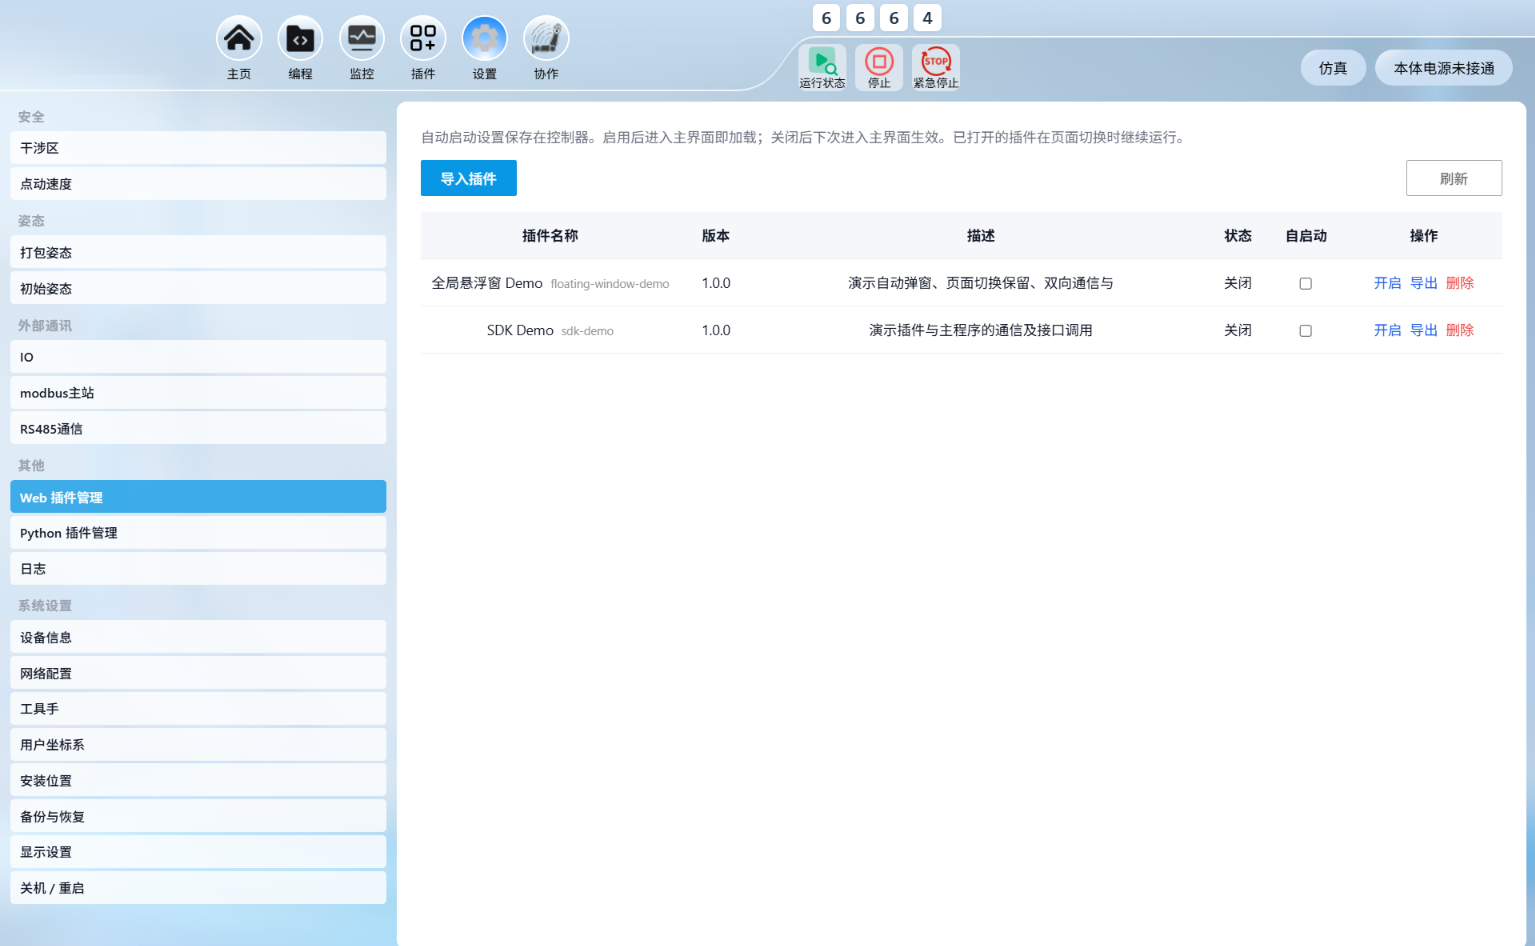 6 6 6 4
主页 编程 监控 插件 设置 协作
运行状态 停止 STOP 紧急停止
仿真 本体电源未接通
安全
干涉区
点动速度
姿态
打包姿态
初始姿态
外部通讯
IO
modbus主站
RS485通信
其他
Web 插件管理
Python 插件管理
日志
系统设置
设备信息
网络配置
工具手
用户坐标系
安装位置
备份与恢复
显示设置
关机 / 重启
自动启动设置保存在控制器。启用后进入主界面即加载；关闭后下次进入主界面生效。已打开的插件在页面切换时继续运行。
导入插件 刷新
插件名称 版本 描述 状态 自启动 操作
全局悬浮窗 Demo floating-window-demo 1.0.0 演示自动弹窗、页面切换保留、双向通信与 关闭 开启 导出 删除
SDK Demo sdk-demo 1.0.0 演示插件与主程序的通信及接口调用 关闭 开启 导出 删除